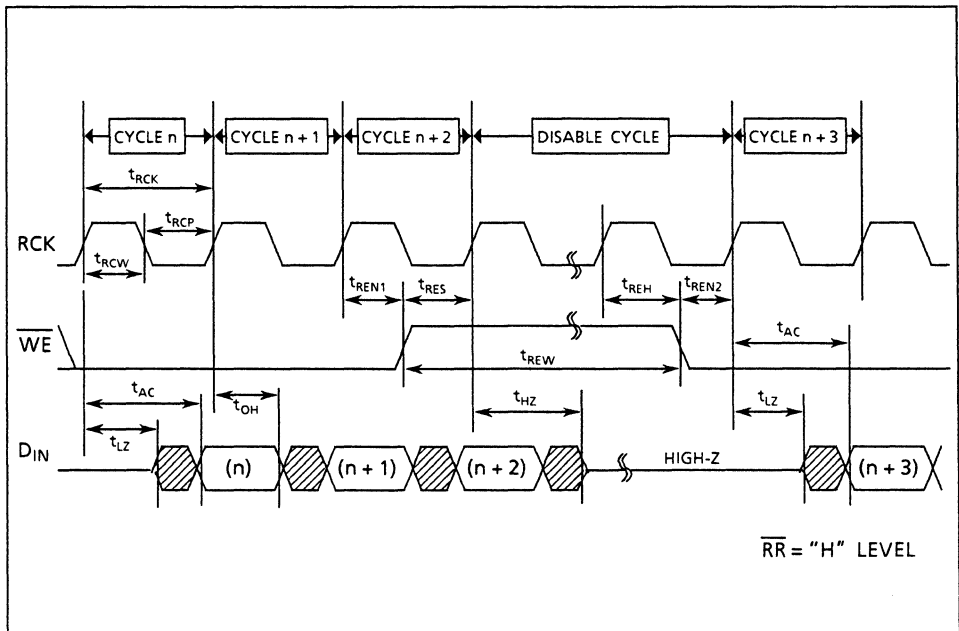 CYCLE n CYCLE n + 1 CYCLE n + 2 DISABLE CYCLE CYCLE n + 3
tRCK
tRCP
RCK
tRCW
tREN1 tRES tREH tREN2
WE
tREW
tAC
tAC
tOH
tHZ
tLZ
tLZ
DIN
(n) (n + 1) (n + 2) HIGH-Z (n + 3)
RR = "H" LEVEL